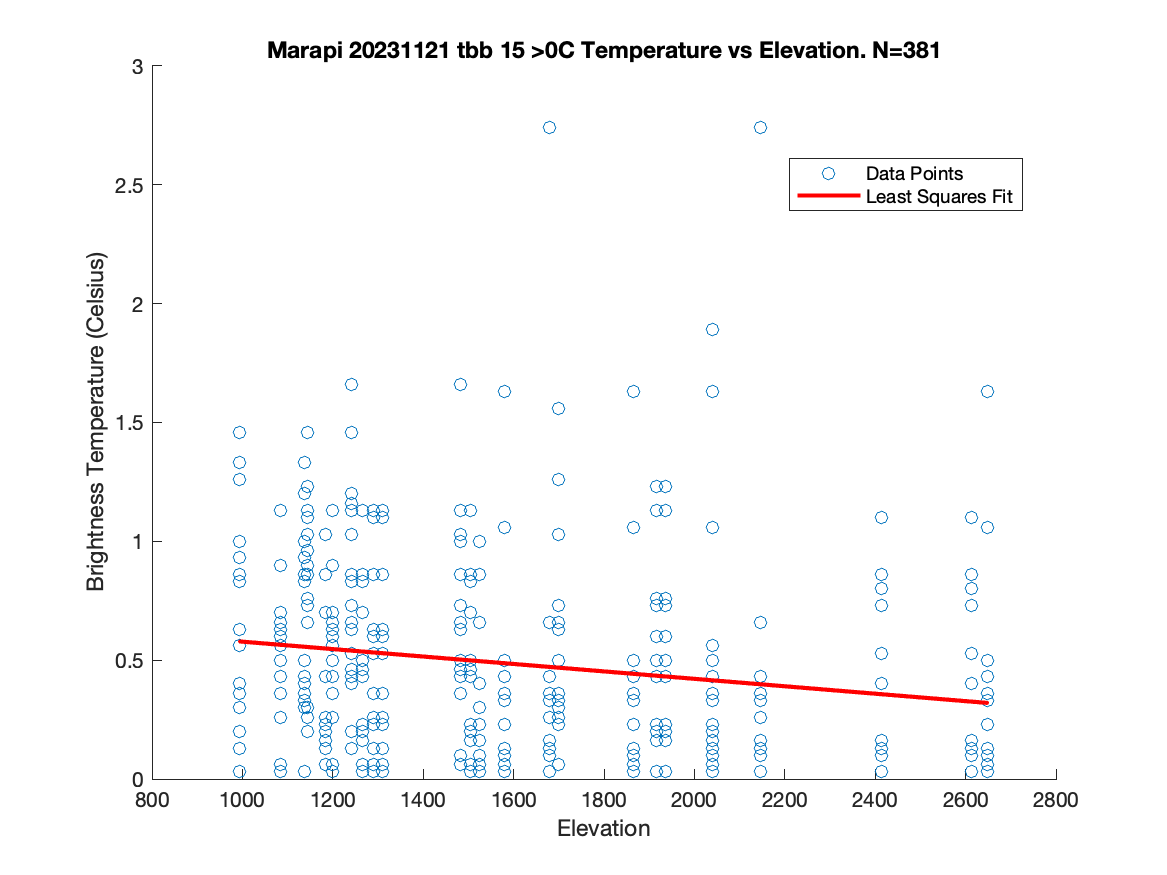 Marapi 20231121 tbb 15 >0C Temperature vs Elevation. N=381
3
2.5
2
1.5
1
0.5
0
Brightness Temperature (Celsius)
Data Points
Least Squares Fit
800 1000 1200 1400 1600 1800 2000 2200 2400 2600 2800
Elevation